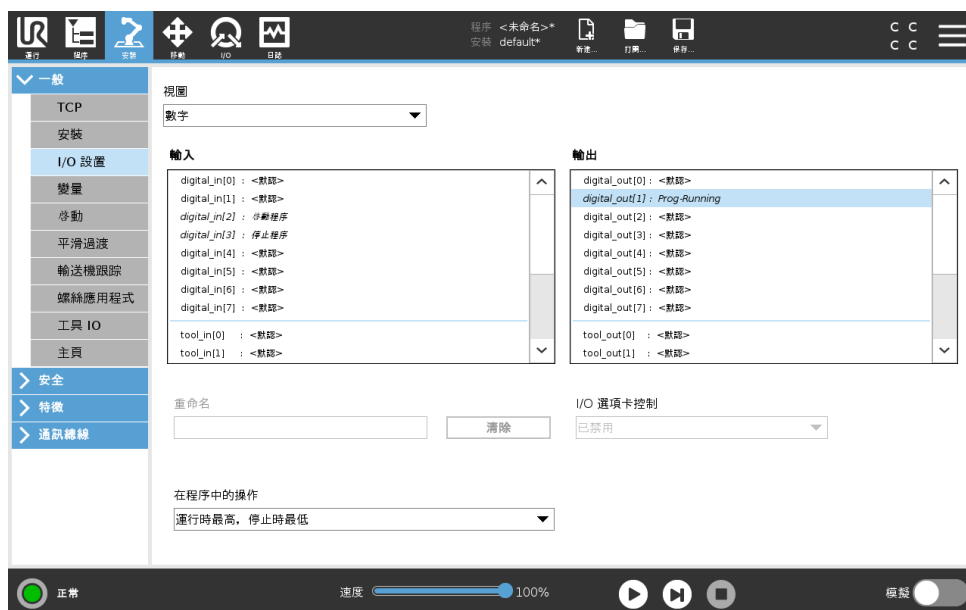 UR
運行 程序 安裝 移動 I/O 日誌
程序 <未命名>*
安裝 default*
新建... 打開... 保存...
C C
C C
一般
TCP
安裝
I/O 設置
變量
啓動
平滑過渡
輸送機跟踪
螺絲應用程式
工具 IO
主頁
安全
特徵
通訊總線
視圖
數字
輸入
digital_in[0] : <默認>
digital_in[1] : <默認>
digital_in[2] : 啓動程序
digital_in[3] : 停止程序
digital_in[4] : <默認>
digital_in[5] : <默認>
digital_in[6] : <默認>
digital_in[7] : <默認>
tool_in[0] : <默認>
tool_in[1] : <默認>
輸出
digital_out[0] : <默認>
digital_out[1] : Prog-Running
digital_out[2] : <默認>
digital_out[3] : <默認>
digital_out[4] : <默認>
digital_out[5] : <默認>
digital_out[6] : <默認>
digital_out[7] : <默認>
tool_out[0] : <默認>
tool_out[1] : <默認>
重命名
清除
I/O 選項卡控制
已禁用
在程序中的操作
運行時最高，停止時最低
正常
速度 100%
模擬